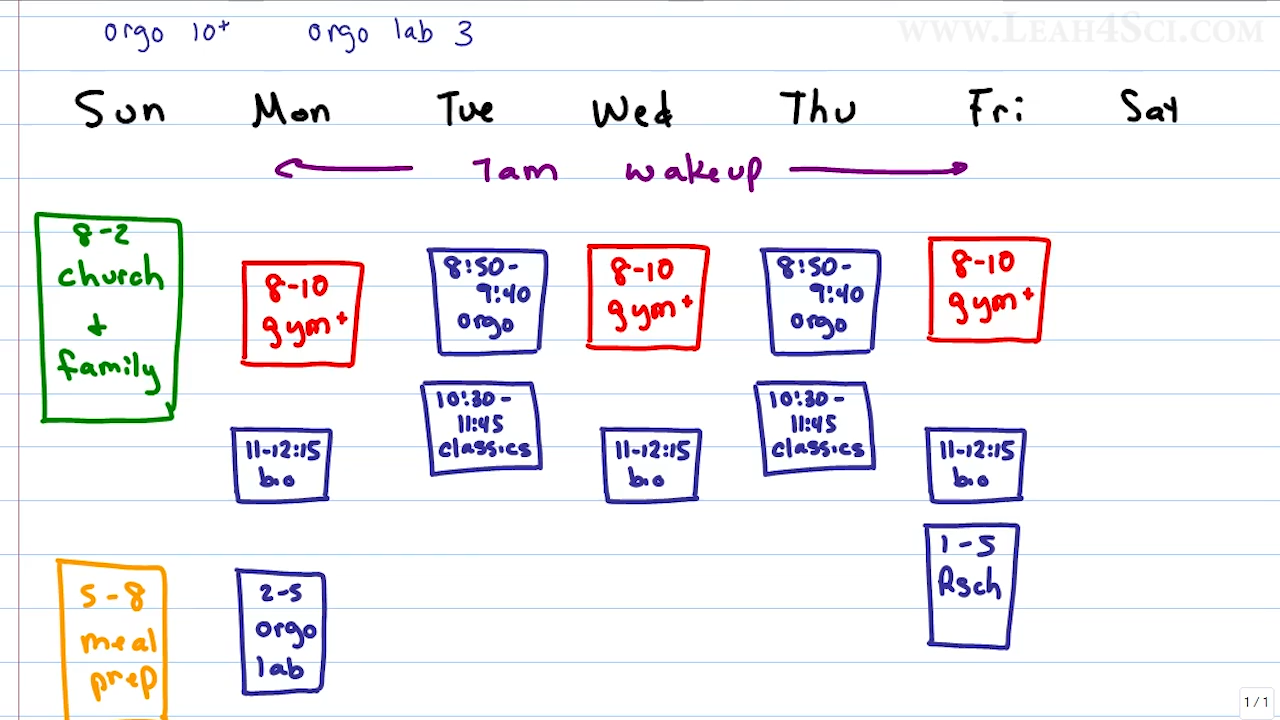 orgo 10+ orgo lab 3
www.Leah4Sci.com
Sun Mon Tue Wed Thu Fri Sat
7am wakeup
8-2
church
+
family
5-8
meal
prep
8-10
gym+
11-12:15
bio
2-5
orgo
lab
8:50-
9:40
orgo
10:30-
11:45
classics
8-10
gym+
11-12:15
bio
8:50-
9:40
orgo
10:30-
11:45
classics
8-10
gym+
11-12:15
bio
1-5
Rsch
1/1